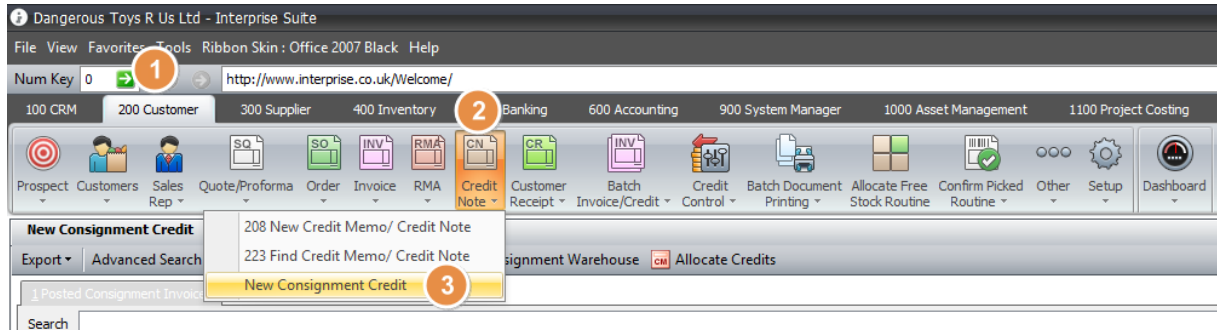 Dangerous Toys R Us Ltd - Interprise Suite
File View Favorites Tools Ribbon Skin : Office 2007 Black Help
Num Key 0 1 http://www.interprise.co.uk/Welcome/
100 CRM 200 Customer 300 Supplier 400 Inventory 2 Banking 600 Accounting 900 System Manager 1000 Asset Management 1100 Project Costing
SQ SO INV RMA CN CR INV
Prospect Customers Sales Quote/Proforma Order Invoice RMA Credit Customer Batch Credit Batch Document Allocate Free Confirm Picked Other Setup Dashboard
Rep Note Receipt Invoice/Credit Control Printing Stock Routine Routine
New Consignment Credit 208 New Credit Memo/ Credit Note
Export Advanced Search 223 Find Credit Memo/ Credit Note signment Warehouse CM Allocate Credits
1 Posted Consignment Invoice New Consignment Credit 3
Search